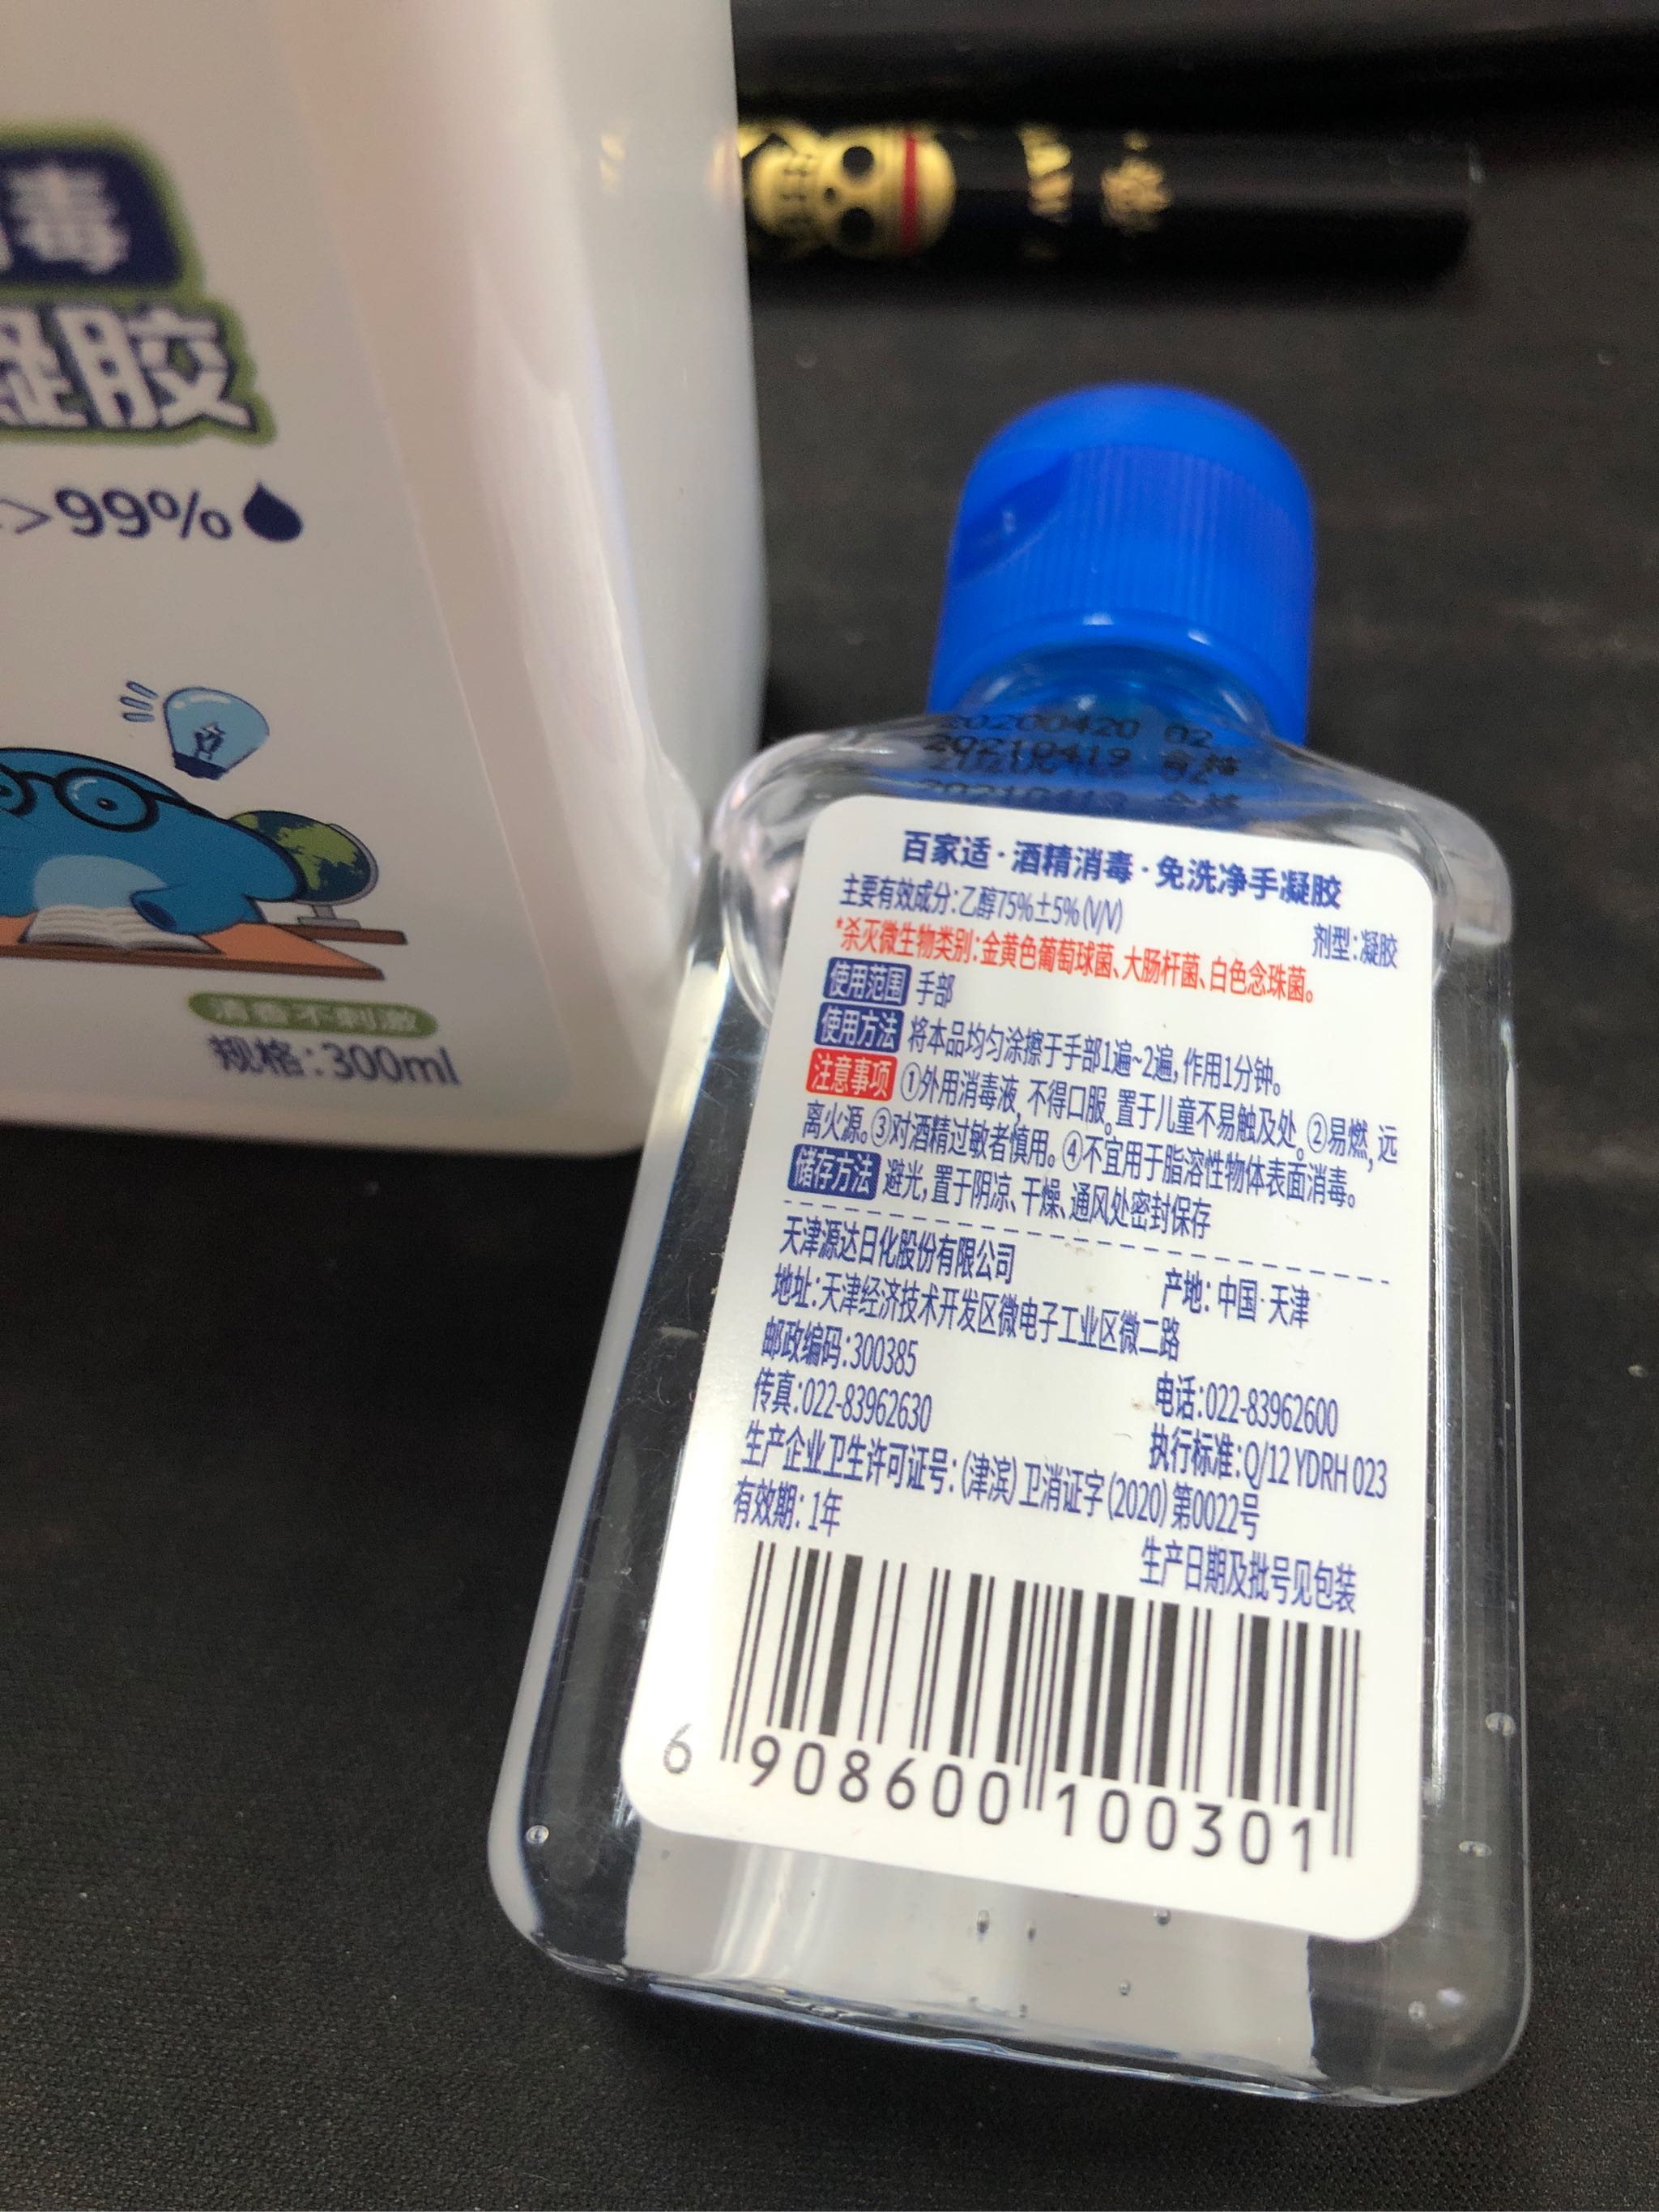 毒
凝胶
>99%
清香不刺激
规格:300ml
20200420 02
20210419 合格
百家适·酒精消毒·免洗净手凝胶
主要有效成分:乙醇75%±5%(V/V) 剂型:凝胶
*杀灭微生物类别:金黄色葡萄球菌、大肠杆菌、白色念珠菌。
使用范围 手部
使用方法 将本品均匀涂擦于手部1遍~2遍,作用1分钟。
注意事项 ①外用消毒液,不得口服。置于儿童不易触及处。②易燃,远
离火源。③对酒精过敏者慎用。④不宜用于脂溶性物体表面消毒。
储存方法 避光,置于阴凉、干燥、通风处密封保存
天津源达日化股份有限公司 产地:中国·天津
地址:天津经济技术开发区微电子工业区微二路
邮政编码:300385 电话:022-83962600
传真:022-83962630 执行标准:Q/12 YDRH 023
生产企业卫生许可证号:(津滨)卫消证字(2020)第0022号
有效期:1年 生产日期及批号见包装
6 908600 100301